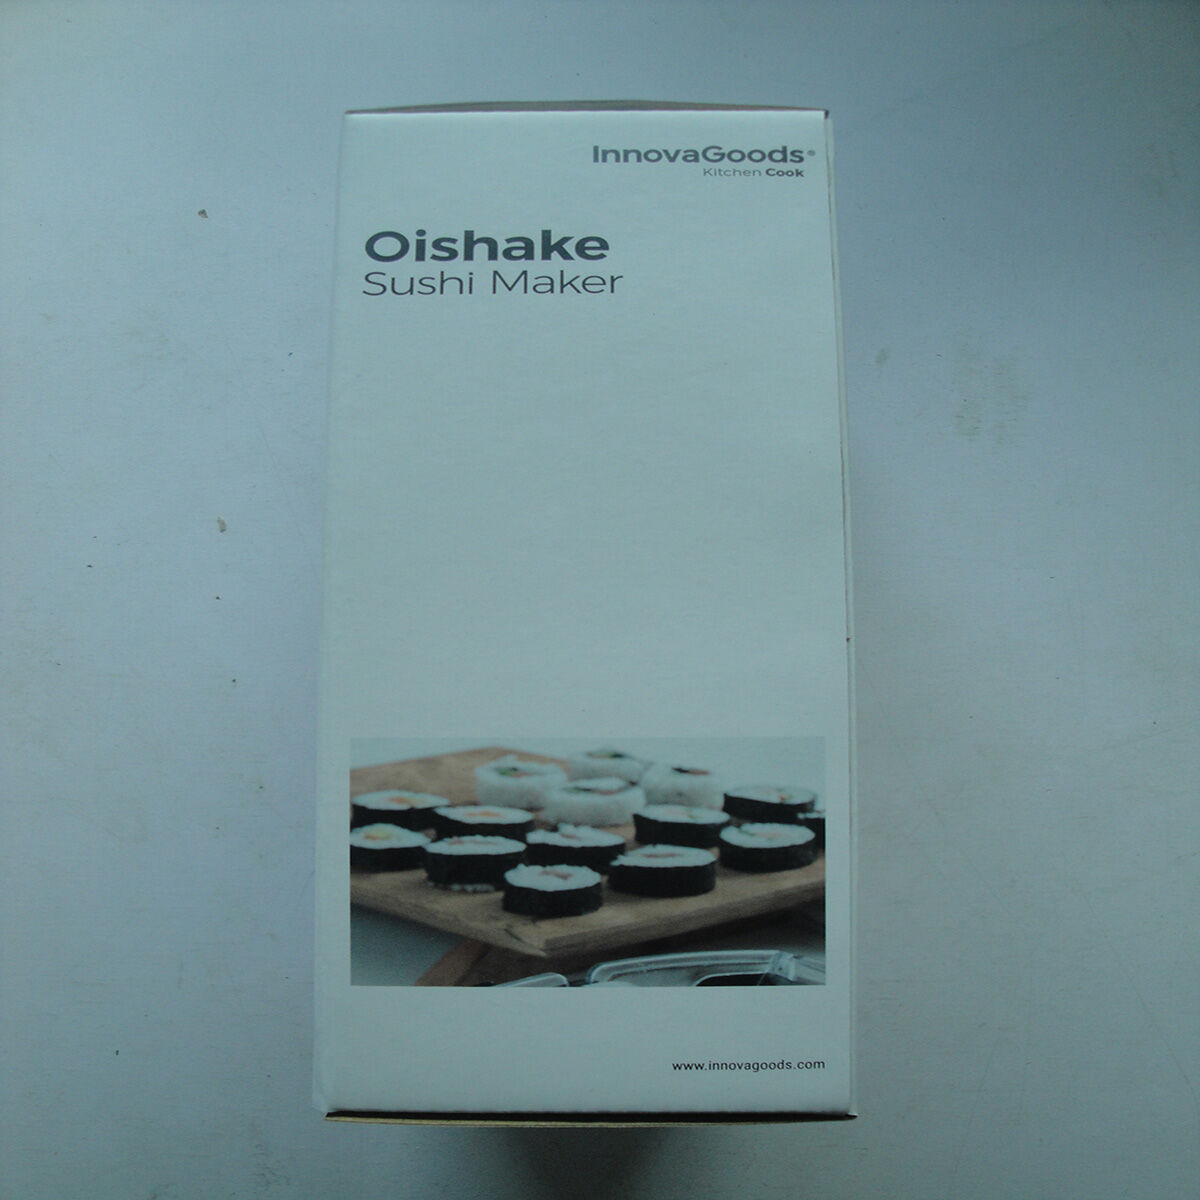 InnovaGoods®
Kitchen Cook
Oishake
Sushi Maker
www.innovagoods.com